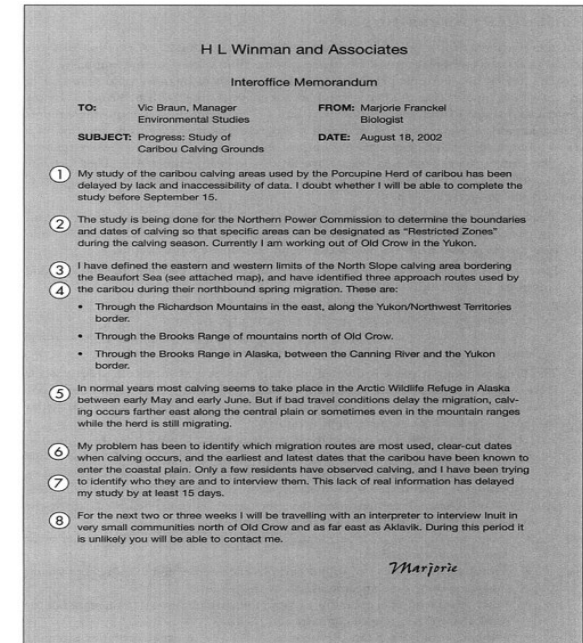 H L Winman and Associates
Interoffice Memorandum
TO: Vic Braun, Manager FROM: Marjorie Franckel
Environmental Studies Biologist
SUBJECT: Progress: Study of DATE: August 18, 2002
Caribou Calving Grounds
1 My study of the caribou calving areas used by the Porcupine Herd of caribou has been
delayed by lack and inaccessibility of data. I doubt whether I will be able to complete the
study before September 15.
2 The study is being done for the Northern Power Commission to determine the boundaries
and dates of calving so that specific areas can be designated as "Restricted Zones"
during the calving season. Currently I am working out of Old Crow in the Yukon.
3 I have defined the eastern and western limits of the North Slope calving area bordering
the Beaufort Sea (see attached map), and have identified three approach routes used by
4 the caribou during their northbound spring migration. These are:
• Through the Richardson Mountains in the east, along the Yukon/Northwest Territories
border.
• Through the Brooks Range of mountains north of Old Crow.
• Through the Brooks Range in Alaska, between the Canning River and the Yukon
border.
5 In normal years most calving seems to take place in the Arctic Wildlife Refuge in Alaska
between early May and early June. But if bad travel conditions delay the migration, calv-
ing occurs farther east along the central plain or sometimes even in the mountain ranges
while the herd is still migrating.
6 My problem has been to identify which migration routes are most used, clear-cut dates
when calving occurs, and the earliest and latest dates that the caribou have been known to
enter the coastal plain. Only a few residents have observed calving, and I have been trying
7 to identify who they are and to interview them. This lack of real information has delayed
my study by at least 15 days.
8 For the next two or three weeks I will be travelling with an interpreter to interview Inuit in
very small communities north of Old Crow and as far east as Aklavik. During this period it
is unlikely you will be able to contact me.
Marjorie